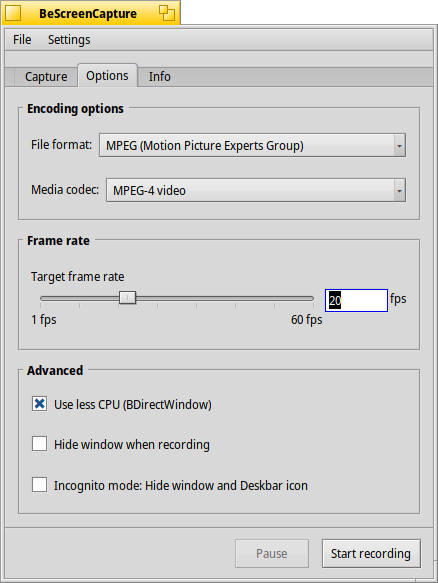 BeScreenCapture
File Settings
Capture Options Info
Encoding options
File format: MPEG (Motion Picture Experts Group)
Media codec: MPEG-4 video
Frame rate
Target frame rate
20 fps
1 fps 60 fps
Advanced
Use less CPU (BDirectWindow)
Hide window when recording
Incognito mode: Hide window and Deskbar icon
Pause Start recording